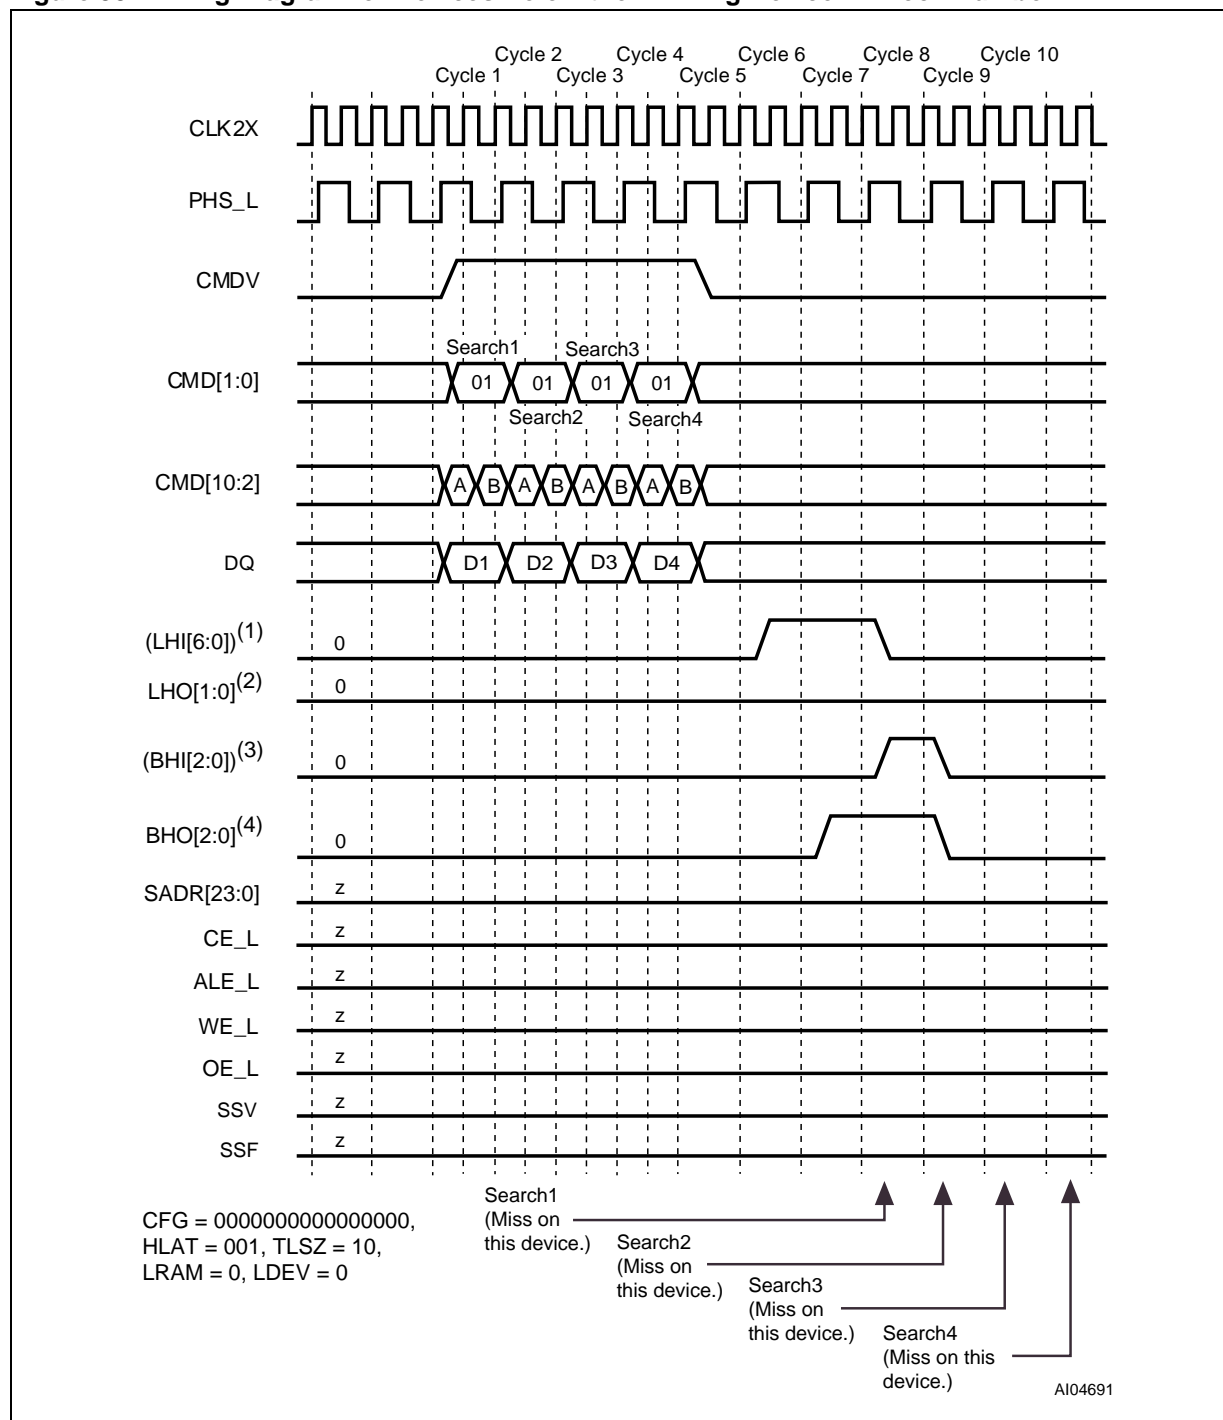 Cycle 2 Cycle 4 Cycle 6 Cycle 8 Cycle 10
Cycle 1 Cycle 3 Cycle 5 Cycle 7 Cycle 9
CLK2X
PHS_L
CMDV
Search1 Search3
CMD[1:0] 01 01 01 01
Search2 Search4
CMD[10:2] A B A B A B A B
DQ D1 D2 D3 D4
(LHI[6:0])(1) 0
LHO[1:0](2) 0
(BHI[2:0])(3) 0
BHO[2:0](4) 0
SADR[23:0] z
CE_L z
ALE_L z
WE_L z
OE_L z
SSV z
SSF z
Search1
(Miss on
this device.)
Search2
(Miss on
this device.)
Search3
(Miss on
this device.)
Search4
(Miss on this
device.)
CFG = 0000000000000000,
HLAT = 001, TLSZ = 10,
LRAM = 0, LDEV = 0
AI04691